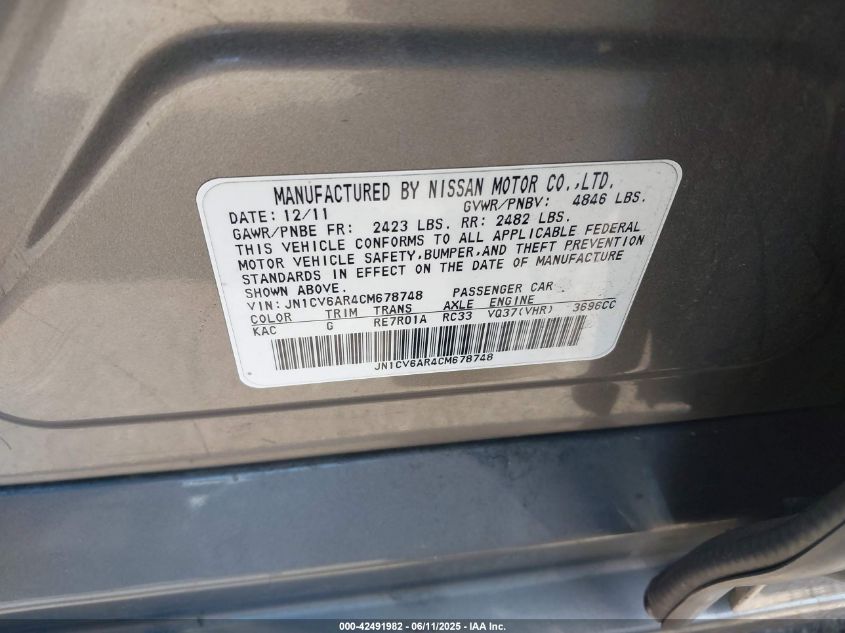 MANUFACTURED BY NISSAN MOTOR CO.,LTD.
DATE: 12/11 GVWR/PNBV: 4846 LBS.
GAWR/PNBE FR: 2423 LBS. RR: 2482 LBS.
THIS VEHICLE CONFORMS TO ALL APPLICABLE FEDERAL
MOTOR VEHICLE SAFETY,BUMPER,AND THEFT PREVENTION
STANDARDS IN EFFECT ON THE DATE OF MANUFACTURE
SHOWN ABOVE.
VIN:JN1CV6AR4CM678748 PASSENGER CAR
COLOR TRIM TRANS AXLE ENGINE
KAC G RE7R01A RC33 VQ37(VHR) 3696CC
JN1CV6AR4CM678748
000-42491982 - 06/11/2025 - IAA Inc.